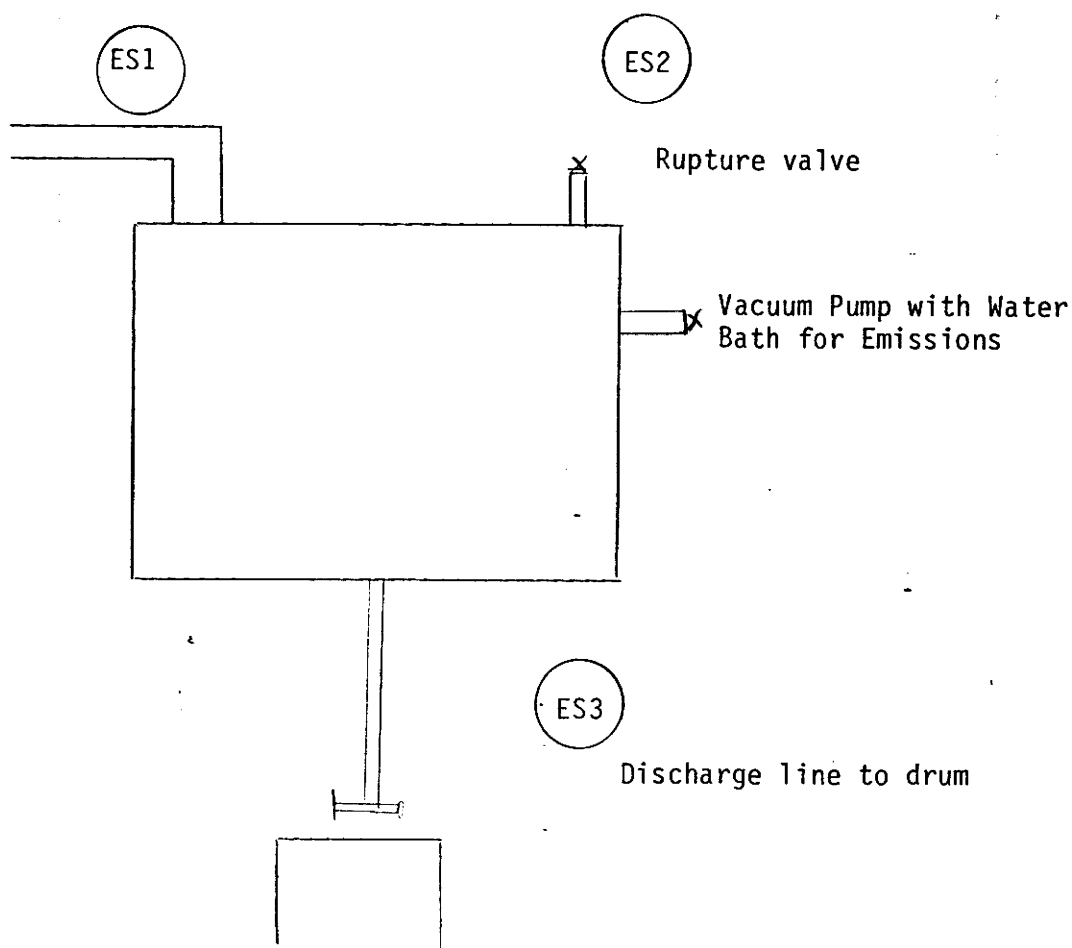 ES1
ES2
Rupture valve
Vacuum Pump with Water
Bath for Emissions
ES3
Discharge line to drum